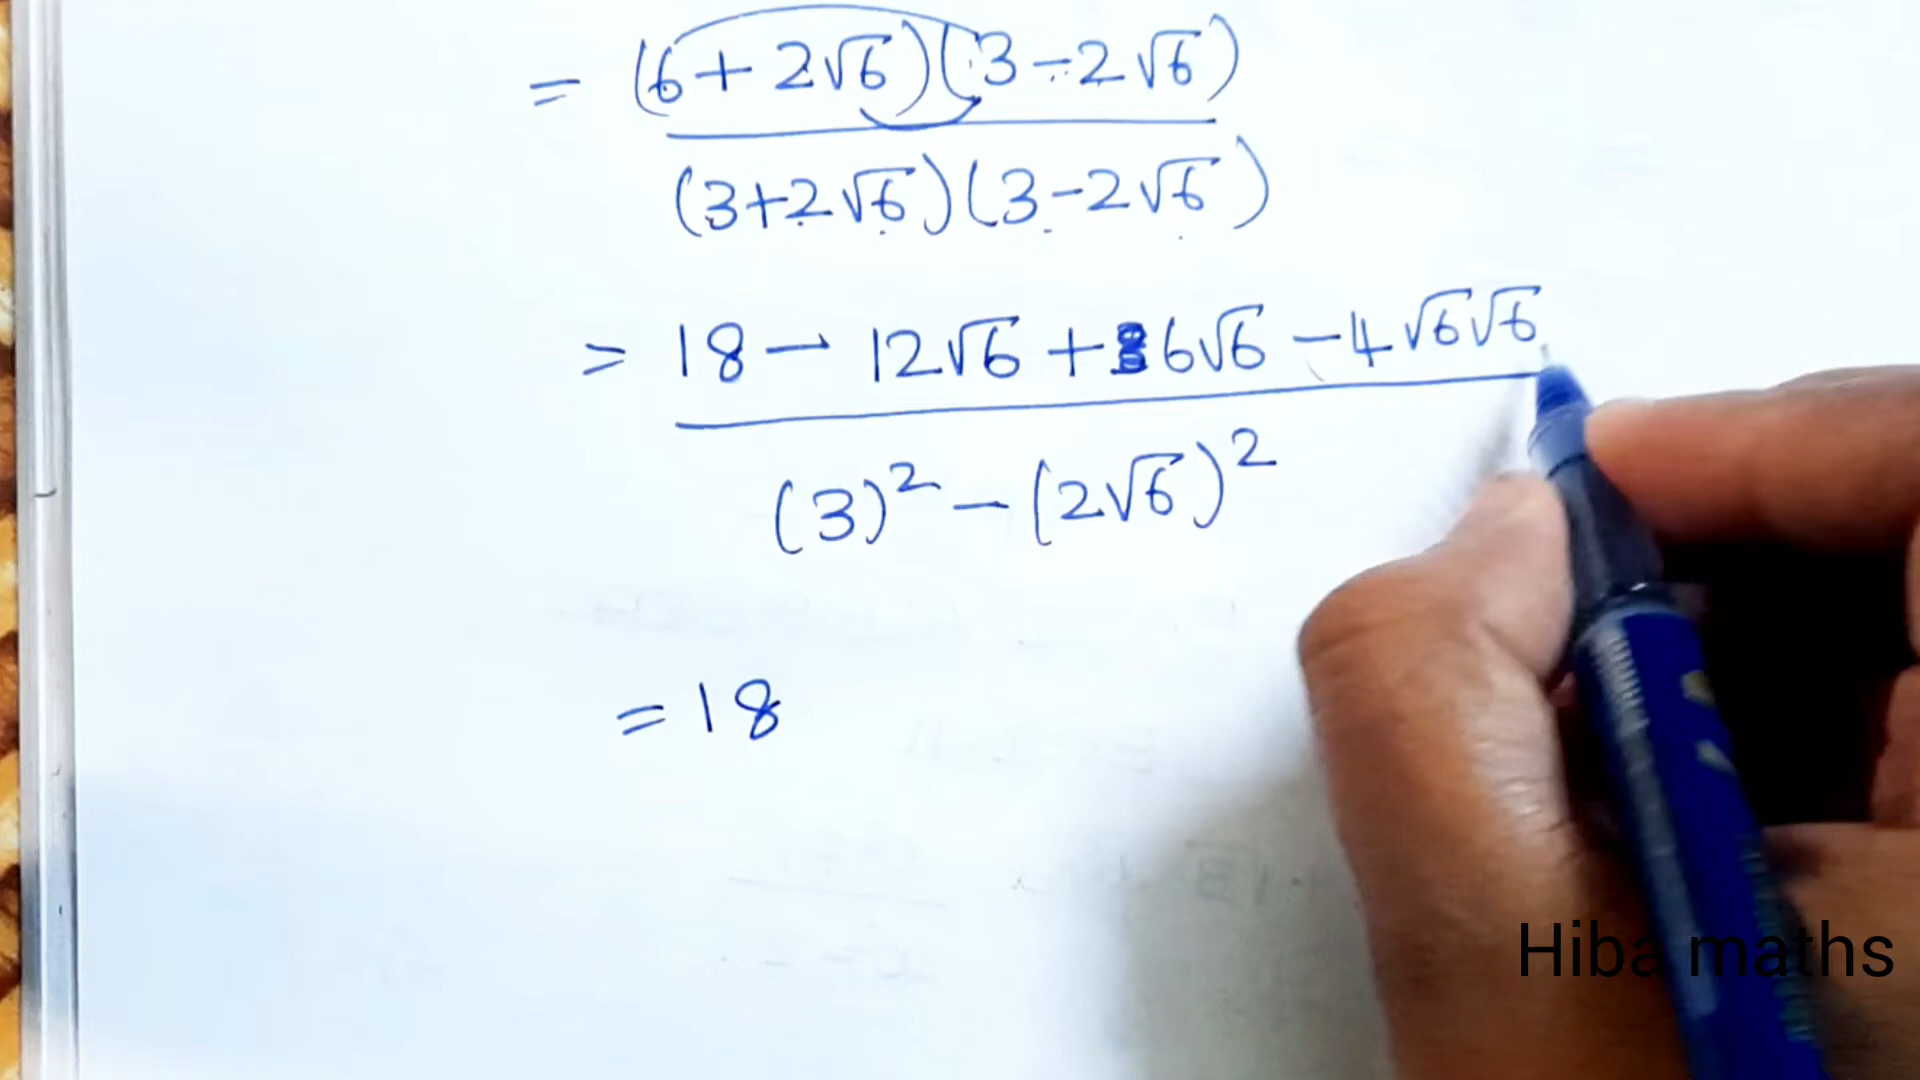 = (6 + 2√6)(3 - 2√6)
(3+2√6)(3-2√6)
= 18 - 12√6 + 6√6 - 4√6√6
(3)² - (2√6)²
= 18
Hiba maths